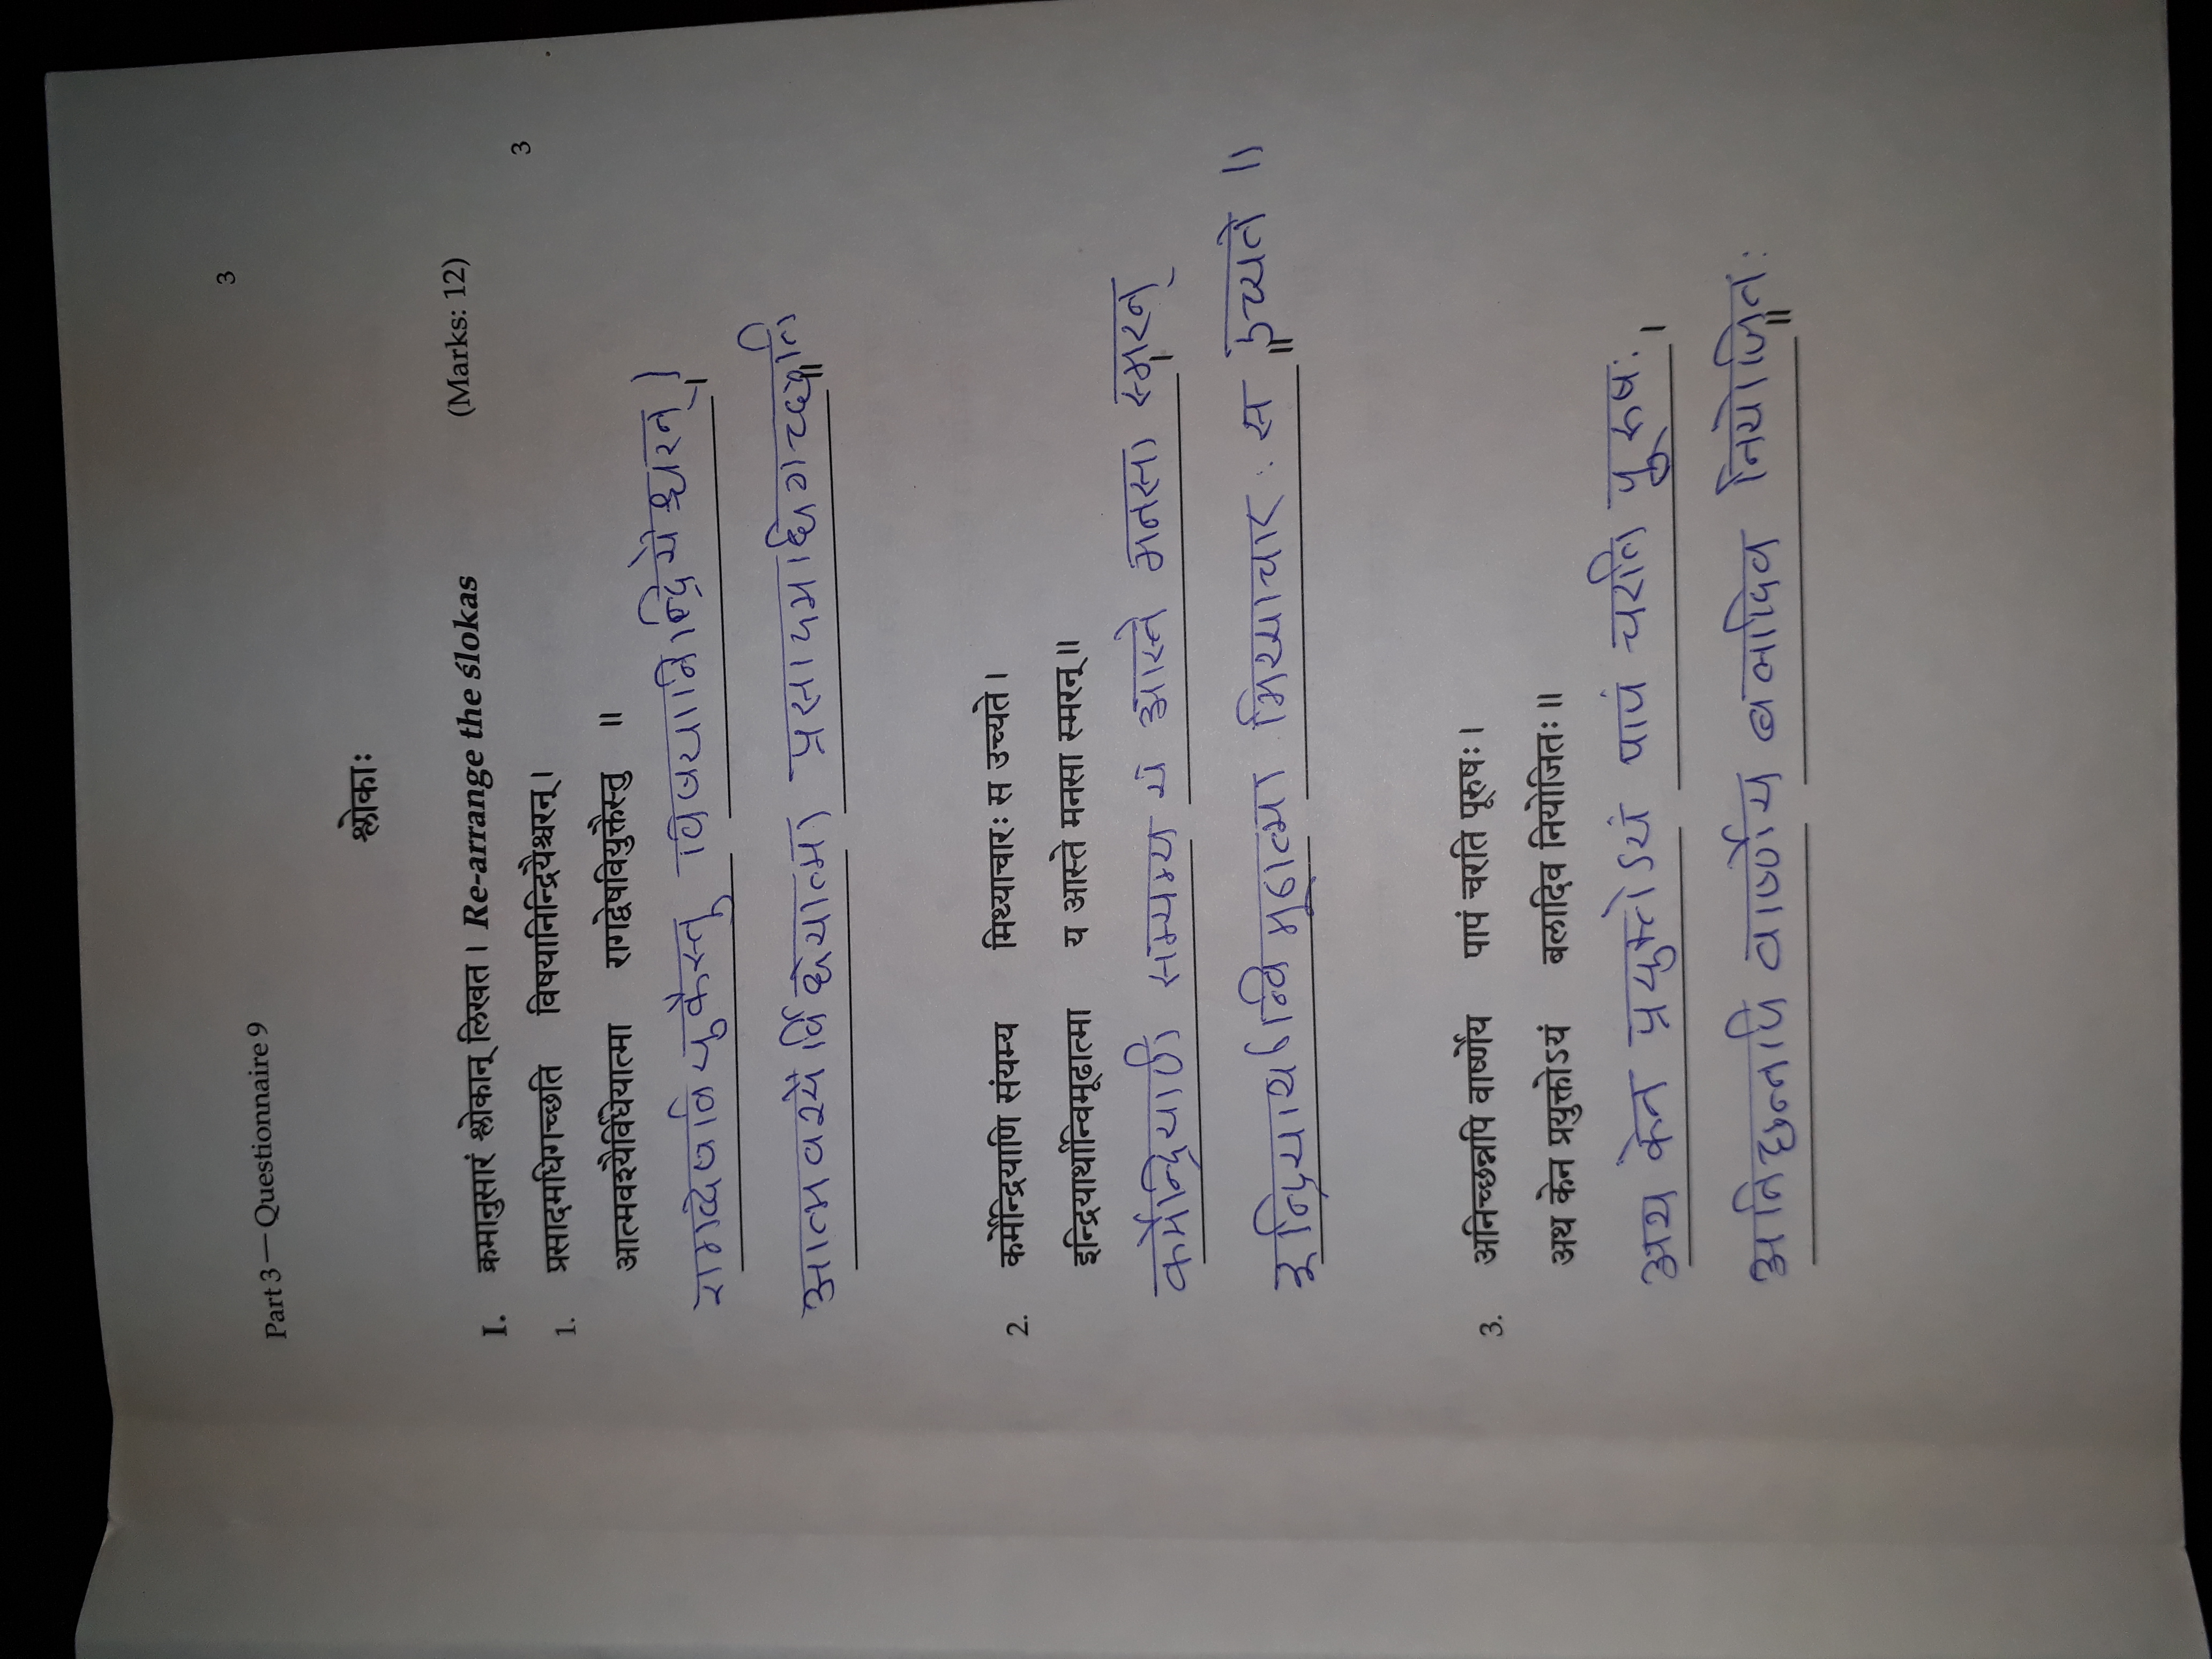 3
Part 3 — Questionnaire 9
श्लोकाः
I. क्रमानुसारं श्लोकान् लिखत । Re-arrange the ślokas (Marks: 12)
3
1. प्रसादमधिगच्छति विषयानिन्द्रियैश्चरन् ।
आत्मवश्यैर्विधेयात्मा रागद्वेषवियुक्तैस्तु ॥
रागद्वेषवियुकैस्तु विषयानिन्द्रियैश्चरन् ।
आत्मवश्यैर्विधेयात्मा प्रसादमधिगच्छति ॥
2. कर्मेन्द्रियाणि संयम्य मिथ्याचारः स उच्यते ।
इन्द्रियार्थान्विमूढात्मा य आस्ते मनसा स्मरन् ॥
कर्मेन्द्रियाणि सम्यम्य य आस्ते मनसा स्मरन् ।
इन्द्रियार्थान्विमूढात्मा मिथ्याचारः स उच्यते ॥
3. अनिच्छन्नपि वार्ष्णेय पापं चरति पूरुषः ।
अथ केन प्रयुक्तोऽयं बलादिव नियोजितः ॥
अथ केन प्रयुक्तोऽयं पापं चरति पूरुषः ।
अनिछन्नपि वार्ष्णेय बलादिव नियोजितः ॥